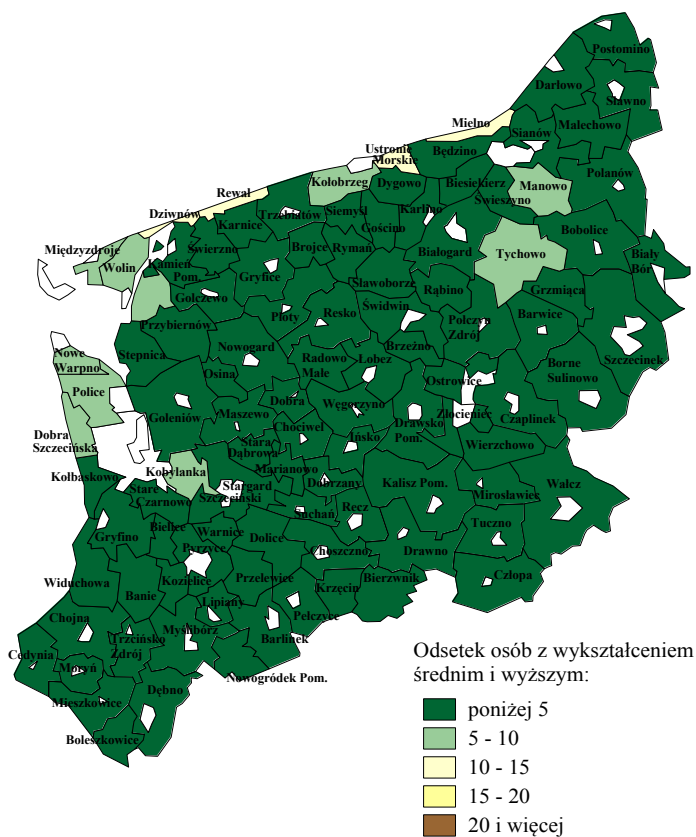 Postomino
Darłowo
Sławno
Mielno
Malechowo
Sianów
Ustronie
Morskie
Będzino
Kołobrzeg
Dygowo
Biesiekierz
Manowo
Polanów
Świeszyno
Rewal
Siemyśl
Karlino
Dziwnów
Trzebiatów
Gościno
Karnice
Bobolice
Międzyzdroje
Świerzno
Brojce
Ryman
Białogard
Tychowo
Biały
Bór
Wolin
Kamień
Pom.
Gryfice
Sławoborze
Rąbino
Grzmiąca
Golczewo
Świdwin
Płoty
Resko
Połczyn
Zdrój
Barwice
Przybiernów
Nowogard
Brzeżno
Szczecinek
Nowe
Warpno
Stepnica
Radowo
Małe
Łobez
Borne
Sulinowo
Osina
Ostrowice
Police
Dobra
Węgorzyno
Złocieniec
Czaplinek
Goleniów
Maszewo
Chociwel
Drawsko
Pom.
Dobra
Szczecińska
Stara
Dąbrowa
Ińsko
Wierzchowo
Kołbaskowo
Kobylanka
Marianowo
Stargard
Szczeciński
Dobrzany
Kalisz Pom.
Wałcz
Stare
Czarnowo
Mirosławiec
Suchań
Recz
Bielice
Tuczno
Gryfino
Warnice
Dolice
Pyrzyce
Choszczno
Drawno
Widuchowa
Kozielice
Przelewice
Krzęcin
Bierzwnik
Człopa
Banie
Lipiany
Pełczyce
Chojna
Trzcińsko
Zdrój
Myślibórz
Barlinek
Cedynia
Moryń
Nowogródek Pom.
Mieszkowice
Dębno
Boleszkowice
Odsetek osób z wykształceniem
średnim i wyższym:
poniżej 5
5 - 10
10 - 15
15 - 20
20 i więcej